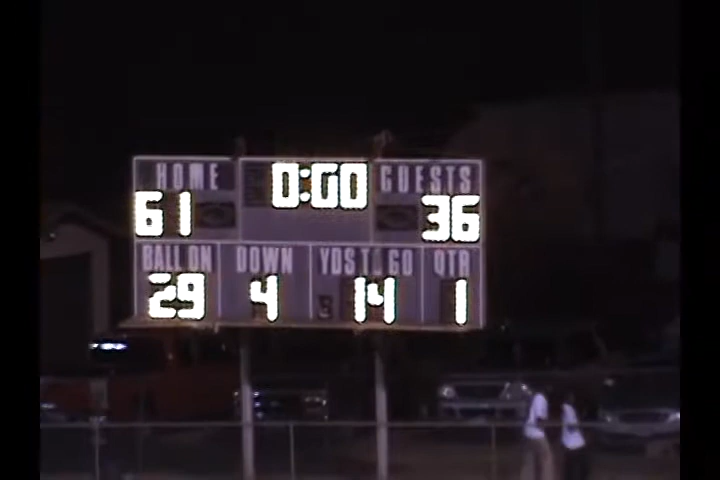 HOME 0:00 GUESTS
61 36
BALL ON DOWN YDS TO GO QTR
29 4 14 1